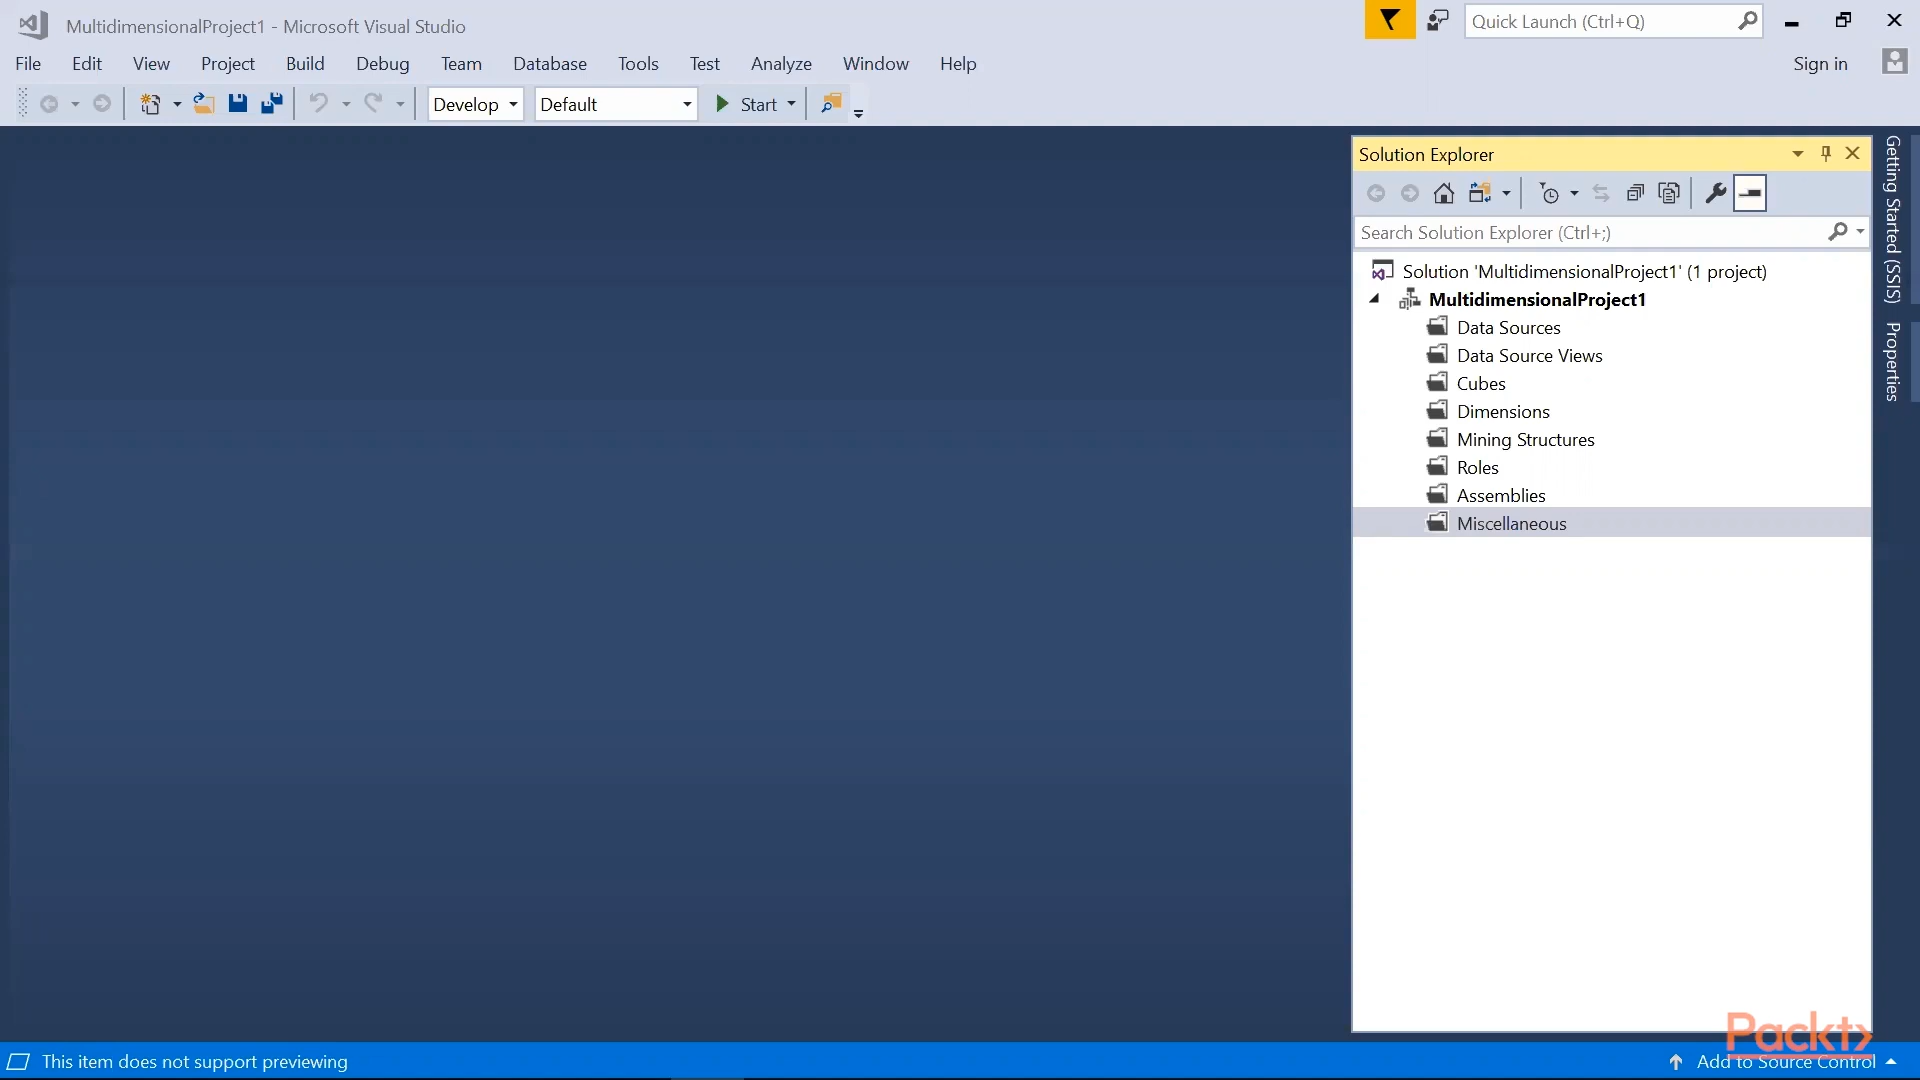 MultidimensionalProject1 - Microsoft Visual Studio
Quick Launch (Ctrl+Q)
File Edit View Project Build Debug Team Database Tools Test Analyze Window Help
Sign in
Develop Default Start
Solution Explorer
Search Solution Explorer (Ctrl+;)
Solution 'MultidimensionalProject1' (1 project)
MultidimensionalProject1
Data Sources
Data Source Views
Cubes
Dimensions
Mining Structures
Roles
Assemblies
Miscellaneous
Getting Started (SSIS)
Properties
Packt>
This item does not support previewing
Add to Source Control